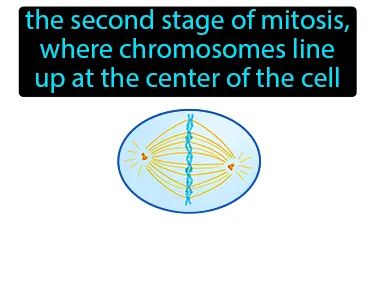 the second stage of mitosis,
where chromosomes line
up at the center of the cell